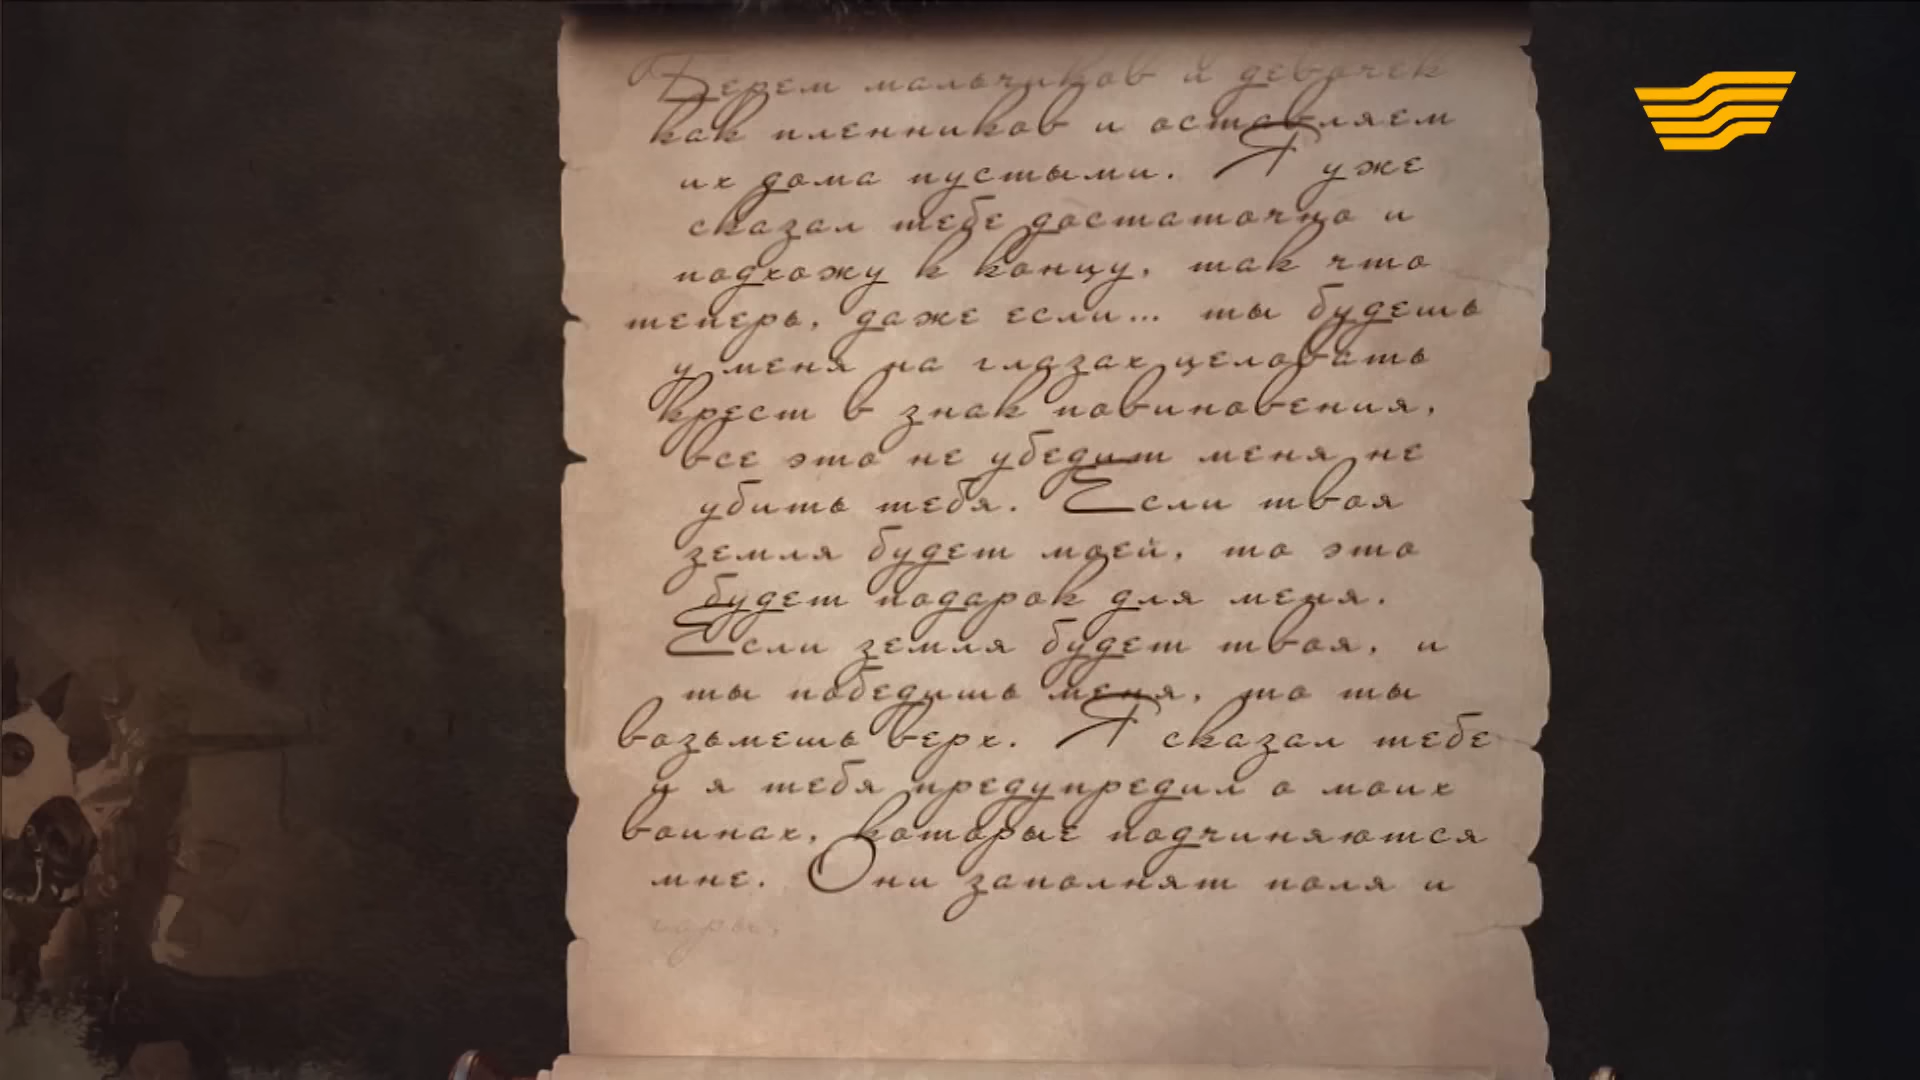 Берем мальчиков и девочек
как пленников и оставляем
их дома пустыми. Я уже
сказал тебе достаточно и
подхожу к концу, так что
теперь, даже если... ты будешь
у меня на глазах целовать
крест в знак повиновения,
все это не убедит меня не
убить тебя. Если твоя
земля будет моей, то это
будет подарок для меня.
Если земля будет твоя, и
ты победишь меня, то ты
возьмешь верх. Я сказал тебе
и я тебя предупредил о моих
воинах, которые подчиняются
мне. Они заполнят поля и